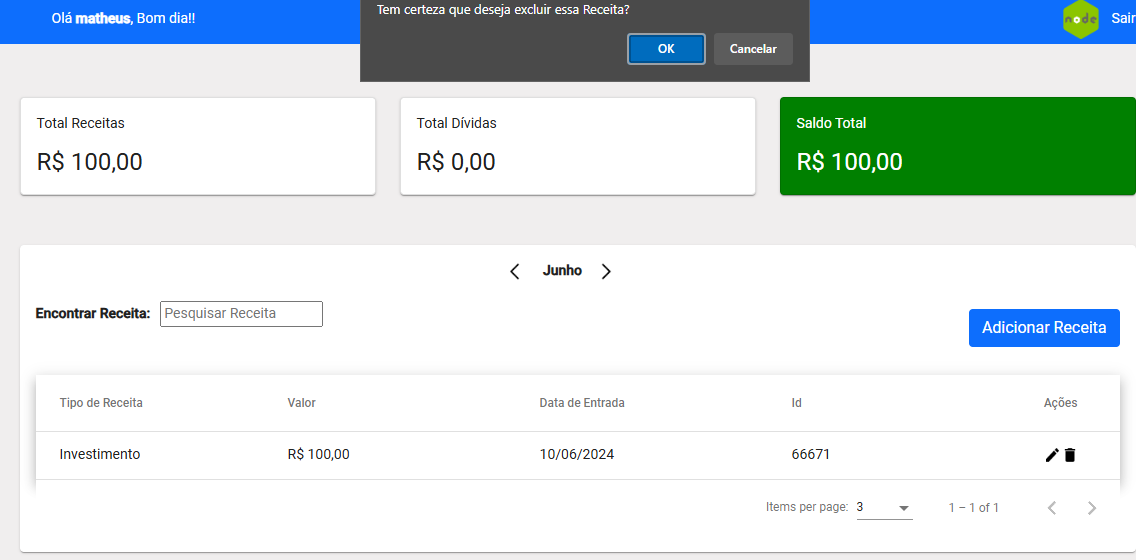 Tem certeza que deseja excluir essa Receita?
Olá matheus, Bom dia!!
node
Sair
OK
Cancelar
Total Receitas
R$ 100,00
Total Dívidas
R$ 0,00
Saldo Total
R$ 100,00
Junho
Encontrar Receita: Pesquisar Receita
Adicionar Receita
Tipo de Receita Valor Data de Entrada Id Ações
Investimento R$ 100,00 10/06/2024 66671
Items per page: 3 1 – 1 of 1